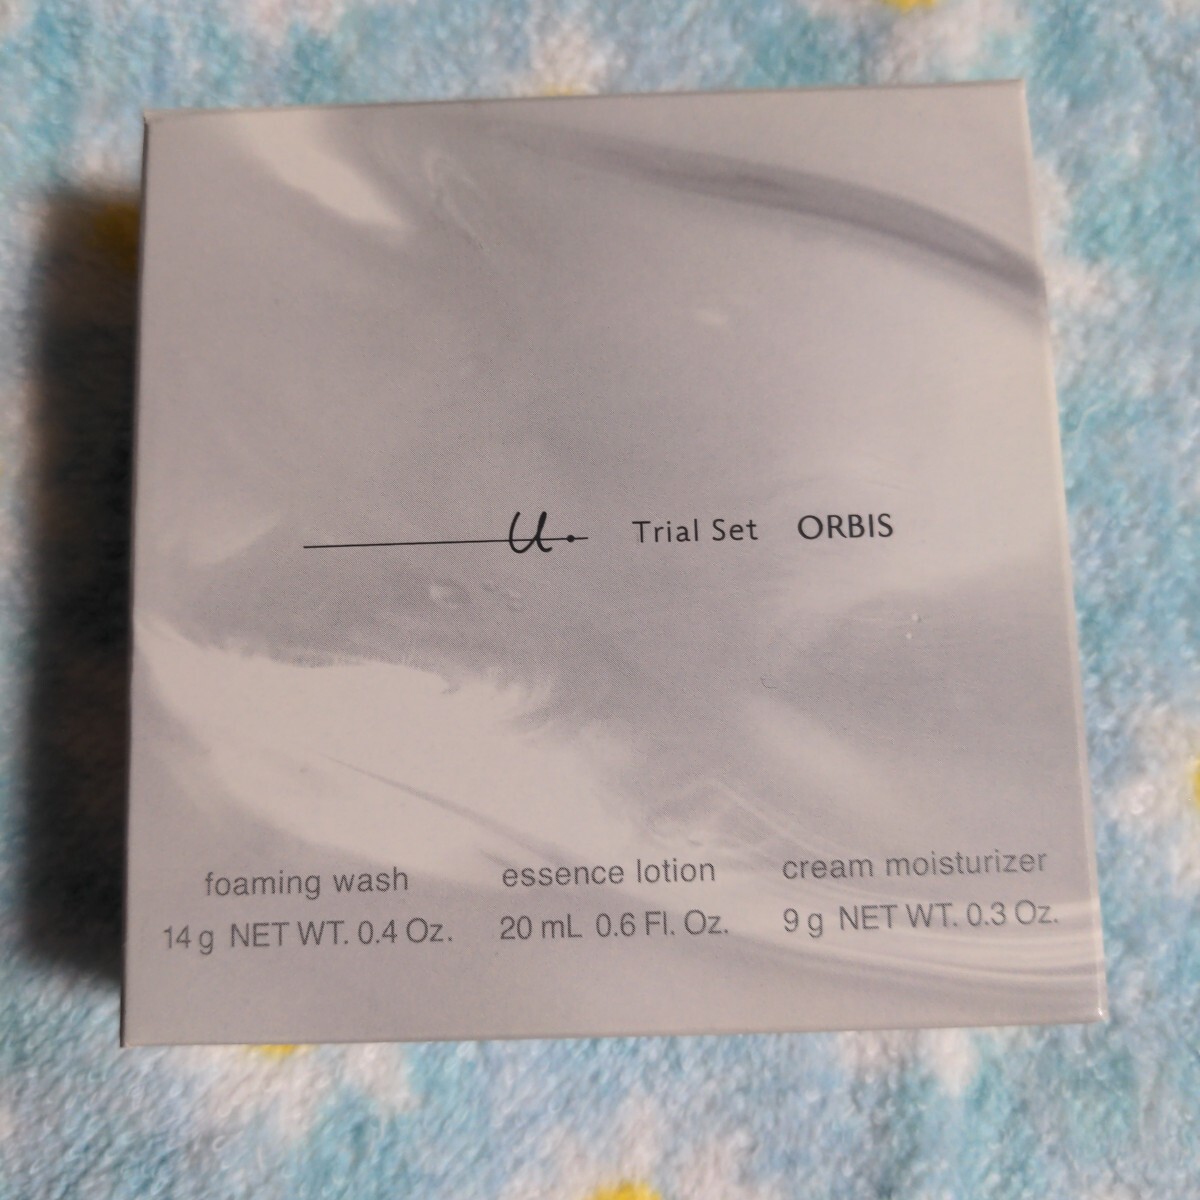 u. Trial Set ORBIS
foaming wash essence lotion cream moisturizer
14 g NET WT. 0.4 Oz. 20 mL 0.6 Fl. Oz. 9 g NET WT. 0.3 Oz.